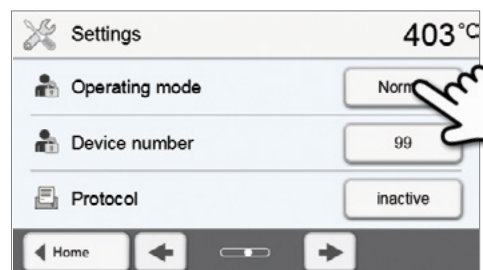 Settings 403°C
Operating mode
Device number 99
Protocol inactive
Home